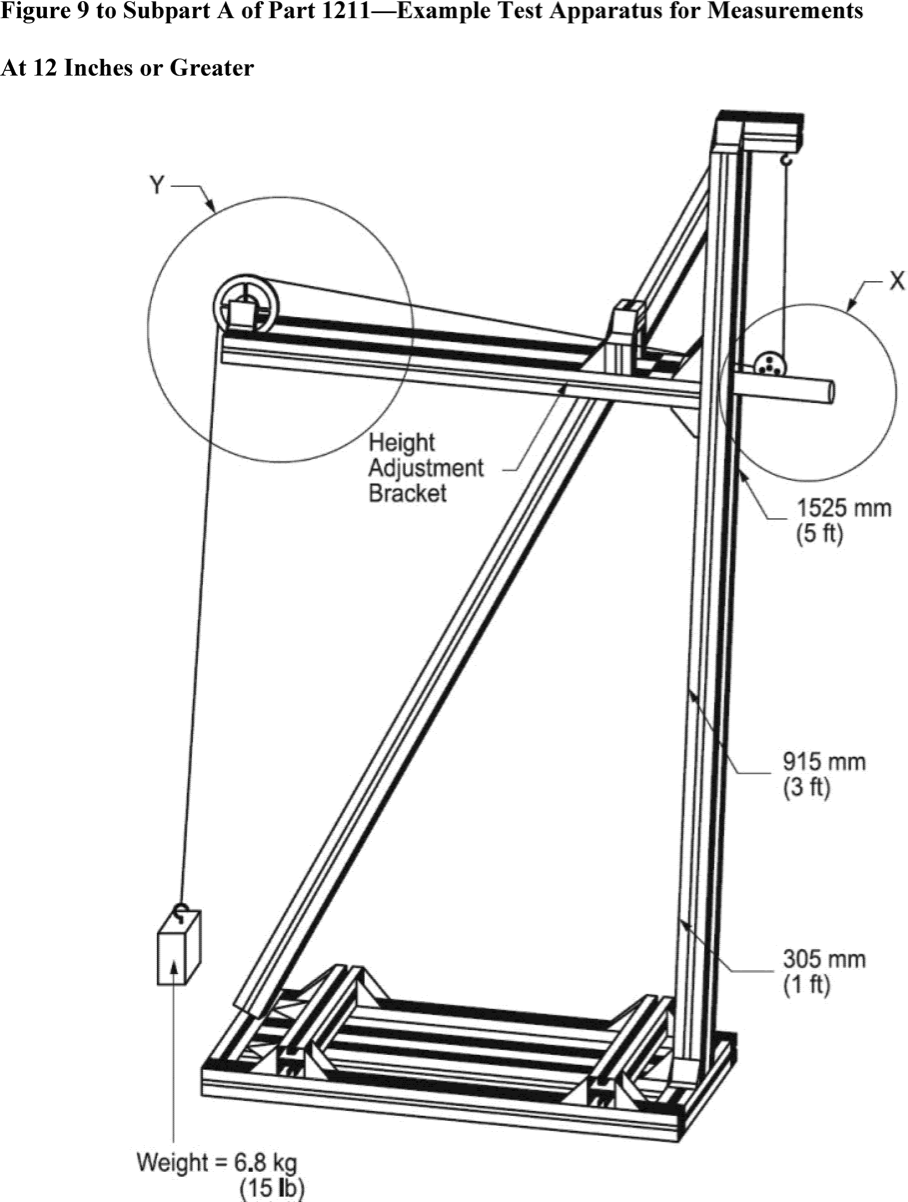 Figure 9 to Subpart A of Part 1211—Example Test Apparatus for Measurements
At 12 Inches or Greater
Y
X
Height
Adjustment
Bracket
1525 mm
(5 ft)
915 mm
(3 ft)
305 mm
(1 ft)
Weight = 6.8 kg
(15 lb)